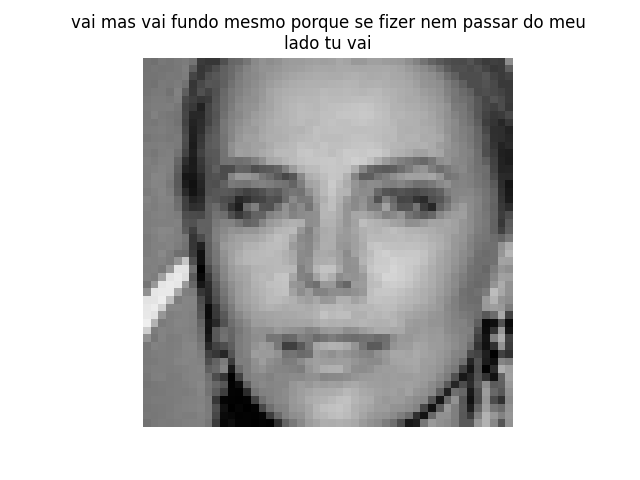 vai mas vai fundo mesmo porque se fizer nem passar do meu
lado tu vai